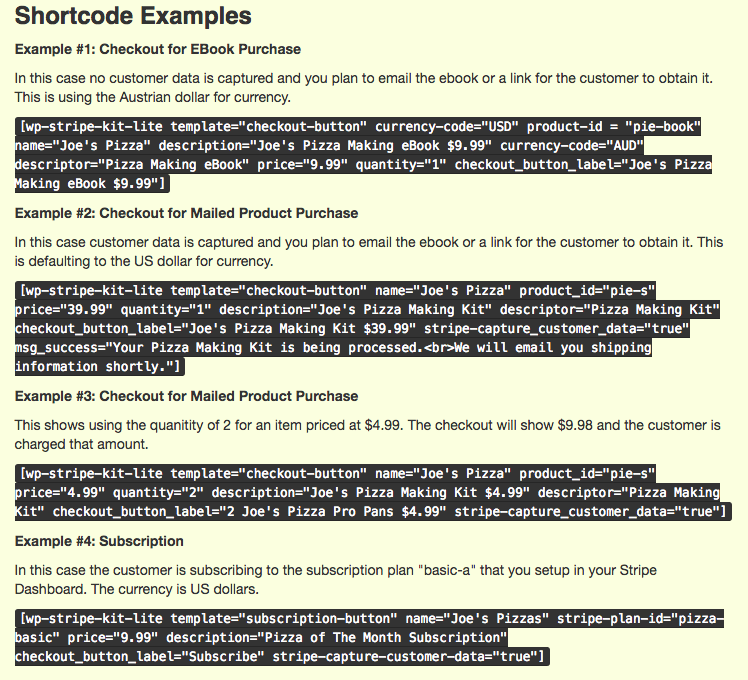 Shortcode Examples
Example #1: Checkout for EBook Purchase
In this case no customer data is captured and you plan to email the ebook or a link for the customer to obtain it.
This is using the Austrian dollar for currency.
[wp-stripe-kit-lite template="checkout-button" currency-code="USD" product-id = "pie-book"
name="Joe's Pizza" description="Joe's Pizza Making eBook $9.99" currency-code="AUD"
descriptor="Pizza Making eBook" price="9.99" quantity="1" checkout_button_label="Joe's Pizza
Making eBook $9.99"]
Example #2: Checkout for Mailed Product Purchase
In this case customer data is captured and you plan to email the ebook or a link for the customer to obtain it. This
is defaulting to the US dollar for currency.
[wp-stripe-kit-lite template="checkout-button" name="Joe's Pizza" product_id="pie-s"
price="39.99" quantity="1" description="Joe's Pizza Making Kit" descriptor="Pizza Making Kit"
checkout_button_label="Joe's Pizza Making Kit $39.99" stripe-capture_customer_data="true"
msg_success="Your Pizza Making Kit is being processed.<br>We will email you shipping
information shortly."]
Example #3: Checkout for Mailed Product Purchase
This shows using the quanitity of 2 for an item priced at $4.99. The checkout will show $9.98 and the customer is
charged that amount.
[wp-stripe-kit-lite template="checkout-button" name="Joe's Pizza" product_id="pie-s"
price="4.99" quantity="2" description="Joe's Pizza Making Kit $4.99" descriptor="Pizza Making
Kit" checkout_button_label="2 Joe's Pizza Pro Pans $4.99" stripe-capture_customer_data="true"]
Example #4: Subscription
In this case the customer is subscribing to the subscription plan "basic-a" that you setup in your Stripe
Dashboard. The currency is US dollars.
[wp-stripe-kit-lite template="subscription-button" name="Joe's Pizzas" stripe-plan-id="pizza-
basic" price="9.99" description="Pizza of The Month Subscription"
checkout_button_label="Subscribe" stripe-capture-customer-data="true"]